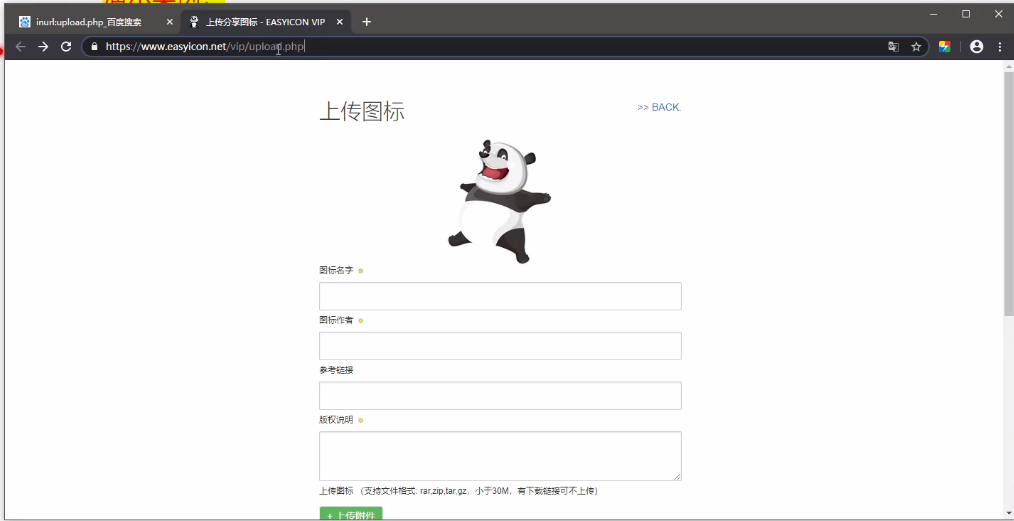 inurl:upload.php_百度搜索
上传分享图标 - EASYICON VIP
https://www.easyicon.net/vip/upload.php
上传图标
>> BACK.
图标名字
图标作者
参考链接
版权说明
上传图标 （支持文件格式: rar,zip,tar,gz，小于30M，有下载链接可不上传）
+ 上传附件